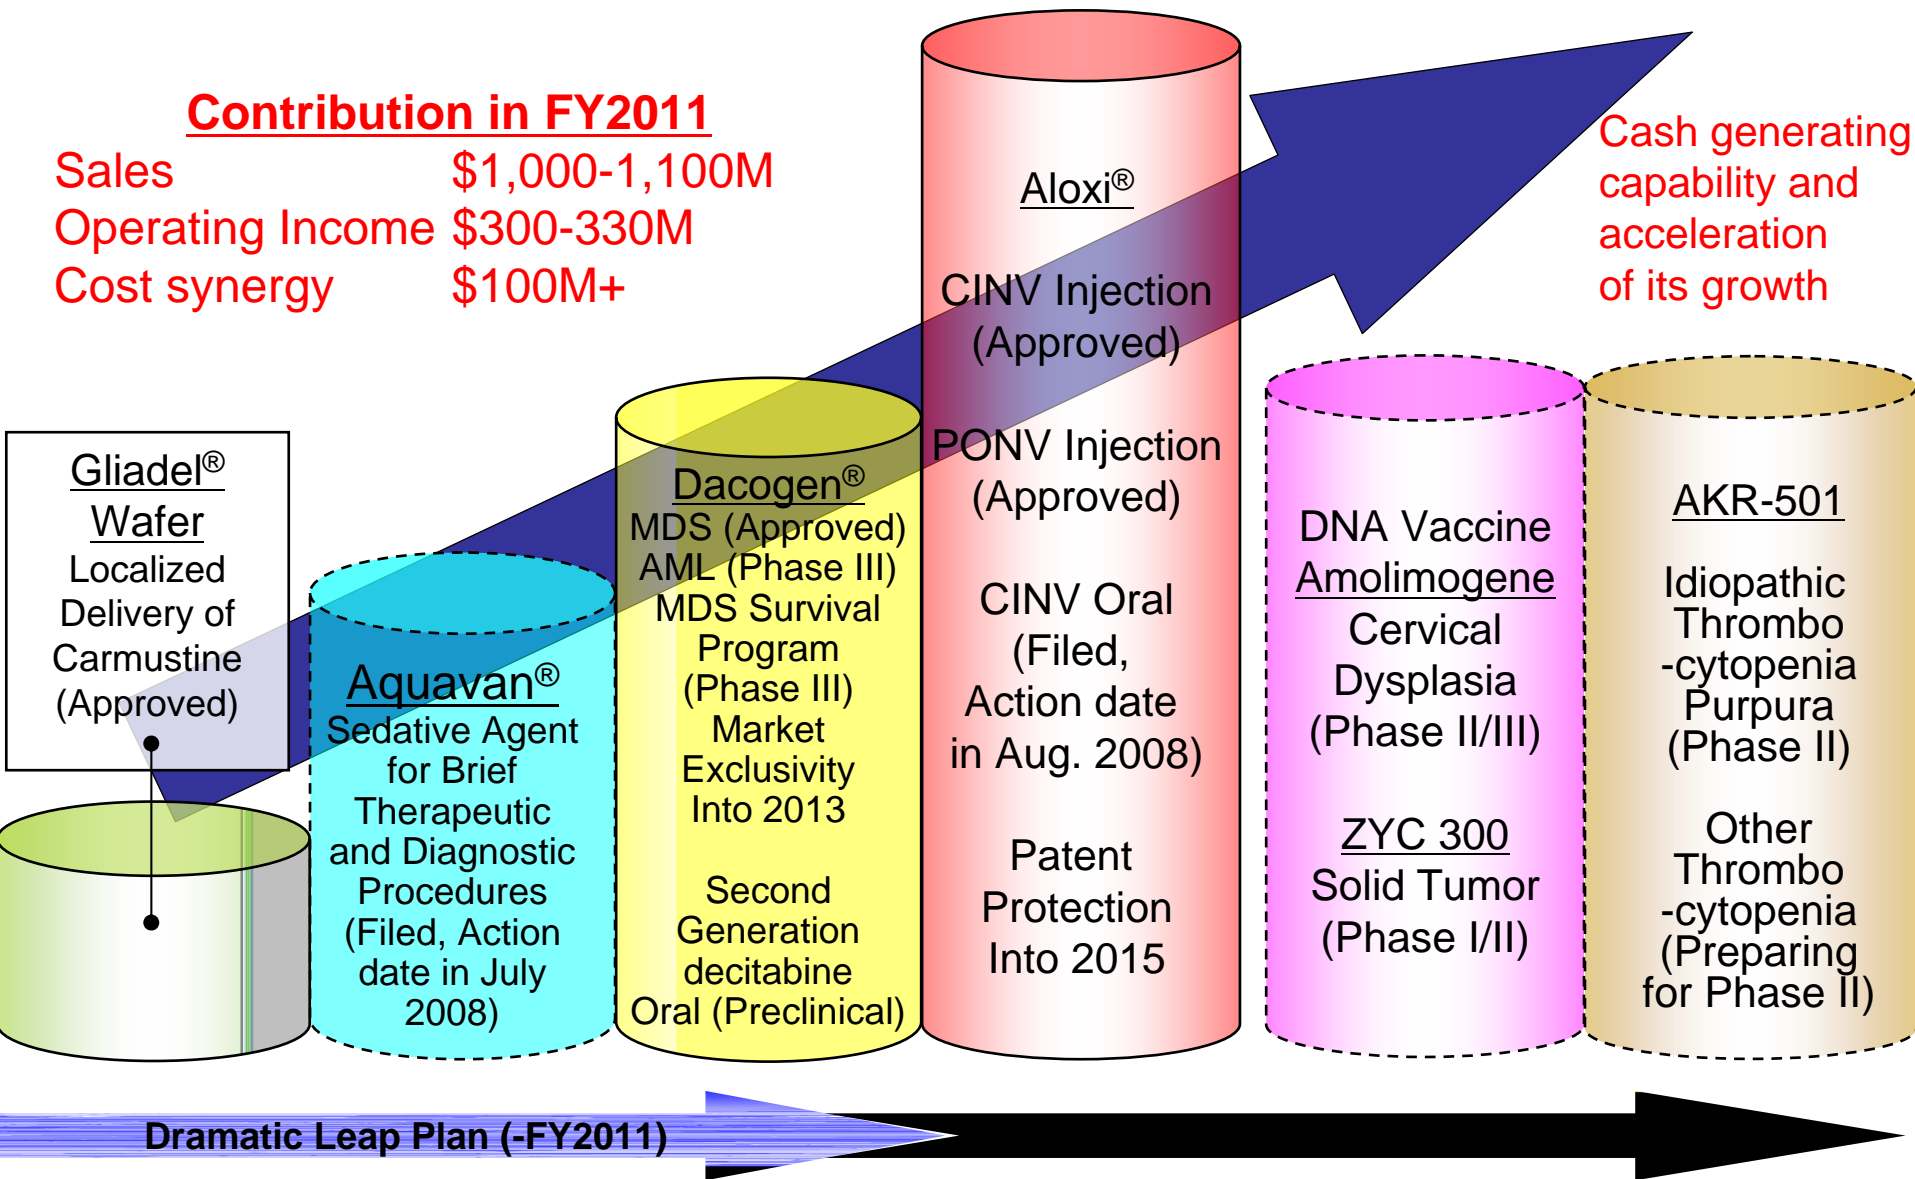 Contribution in FY2011
Sales $1,000-1,100M
Operating Income $300-330M
Cost synergy $100M+
Cash generating
capability and
acceleration
of its growth
Gliadel®
Wafer
Localized
Delivery of
Carmustine
(Approved)
Aquavan®
Sedative Agent
for Brief
Therapeutic
and Diagnostic
Procedures
(Filed, Action
date in July
2008)
Dacogen®
MDS (Approved)
AML (Phase III)
MDS Survival
Program
(Phase III)
Market
Exclusivity
Into 2013
Second
Generation
decitabine
Oral (Preclinical)
Aloxi®
CINV Injection
(Approved)
PONV Injection
(Approved)
CINV Oral
(Filed,
Action date
in Aug. 2008)
Patent
Protection
Into 2015
DNA Vaccine
Amolimogene
Cervical
Dysplasia
(Phase II/III)
ZYC 300
Solid Tumor
(Phase I/II)
AKR-501
Idiopathic
Thrombo
-cytopenia
Purpura
(Phase II)
Other
Thrombo
-cytopenia
(Preparing
for Phase II)
Dramatic Leap Plan (-FY2011)